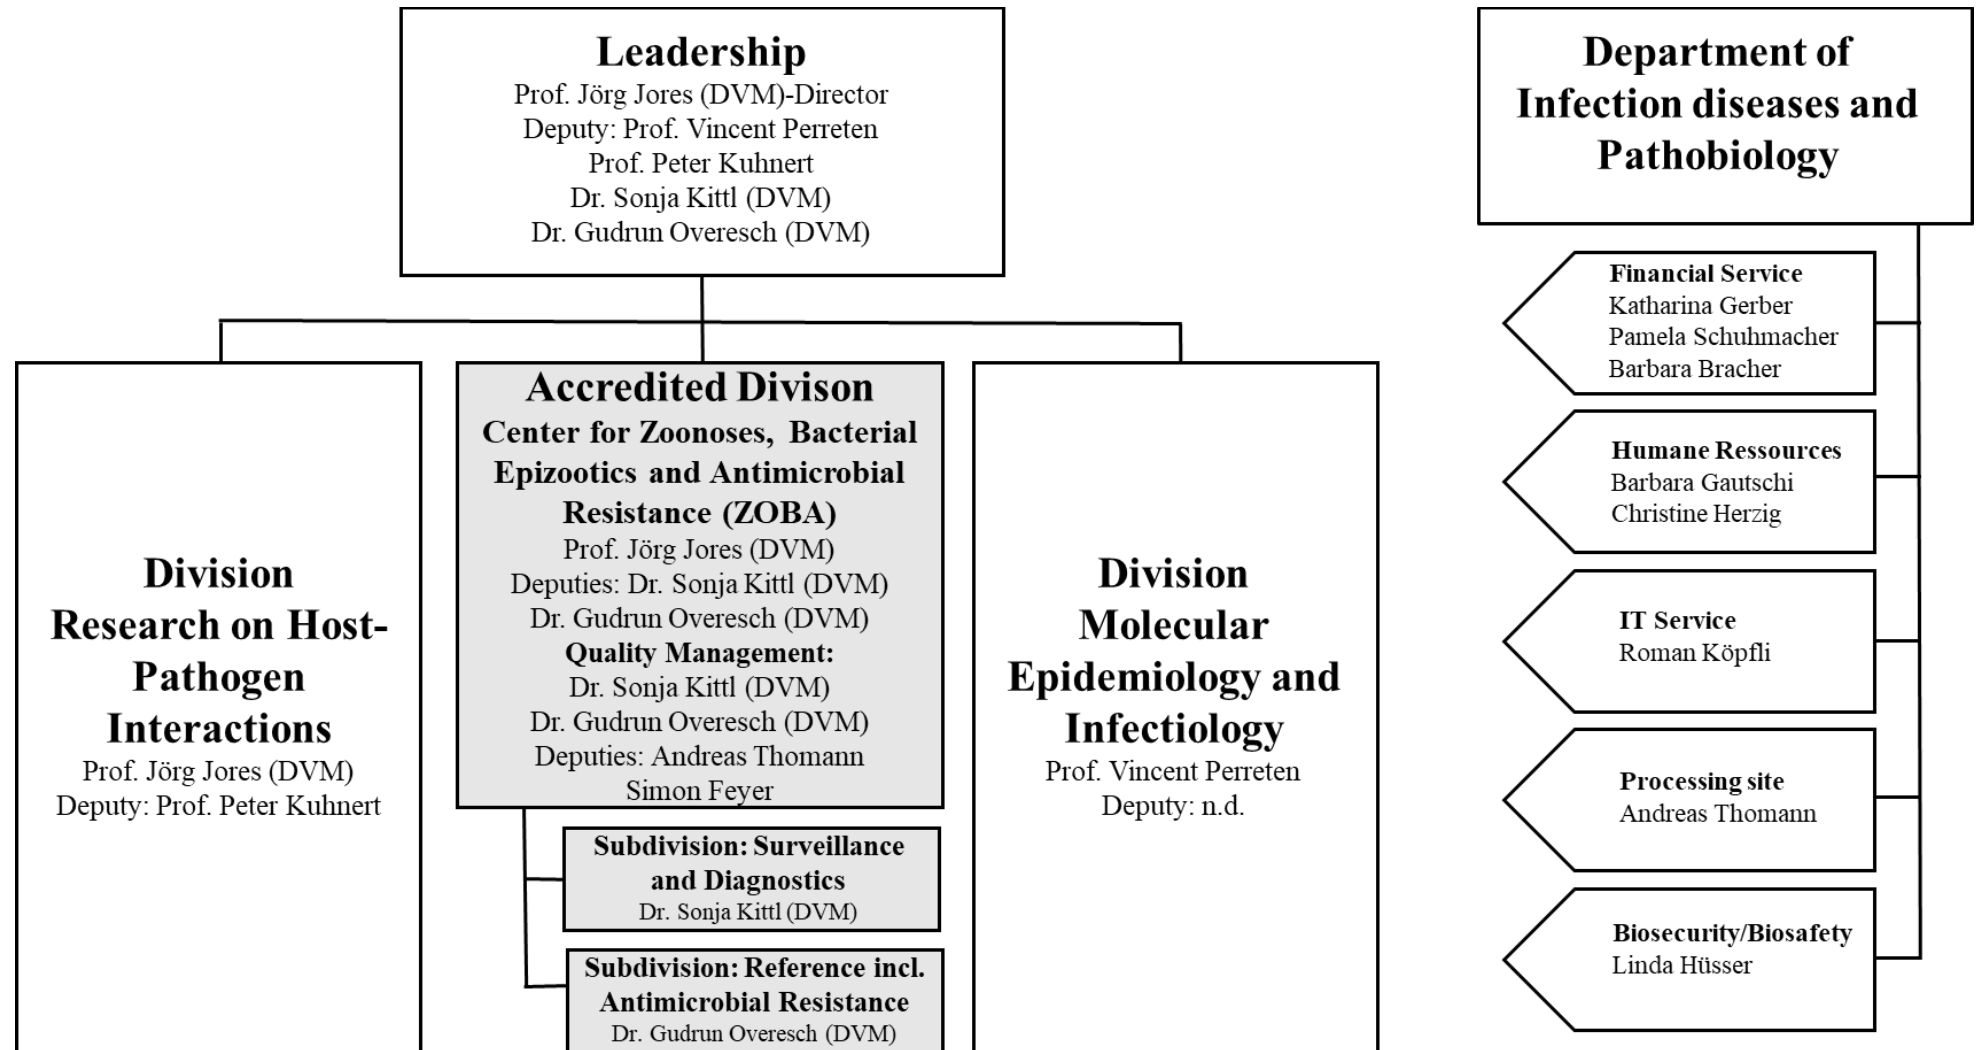 Leadership
Prof. Jörg Jores (DVM)-Director
Deputy: Prof. Vincent Perreten
Prof. Peter Kuhnert
Dr. Sonja Kittl (DVM)
Dr. Gudrun Overesch (DVM)
Division
Research on Host-
Pathogen
Interactions
Prof. Jörg Jores (DVM)
Deputy: Prof. Peter Kuhnert
Accredited Divison
Center for Zoonoses, Bacterial
Epizootics and Antimicrobial
Resistance (ZOBA)
Prof. Jörg Jores (DVM)
Deputies: Dr. Sonja Kittl (DVM)
Dr. Gudrun Overesch (DVM)
Quality Management:
Dr. Sonja Kittl (DVM)
Dr. Gudrun Overesch (DVM)
Deputies: Andreas Thomann
Simon Feyer
Subdivision: Surveillance
and Diagnostics
Dr. Sonja Kittl (DVM)
Subdivision: Reference incl.
Antimicrobial Resistance
Dr. Gudrun Overesch (DVM)
Division
Molecular
Epidemiology and
Infectiology
Prof. Vincent Perreten
Deputy: n.d.
Department of
Infection diseases and
Pathobiology
Financial Service
Katharina Gerber
Pamela Schuhmacher
Barbara Bracher
Humane Ressources
Barbara Gautschi
Christine Herzig
IT Service
Roman Köpfli
Processing site
Andreas Thomann
Biosecurity/Biosafety
Linda Hüsser